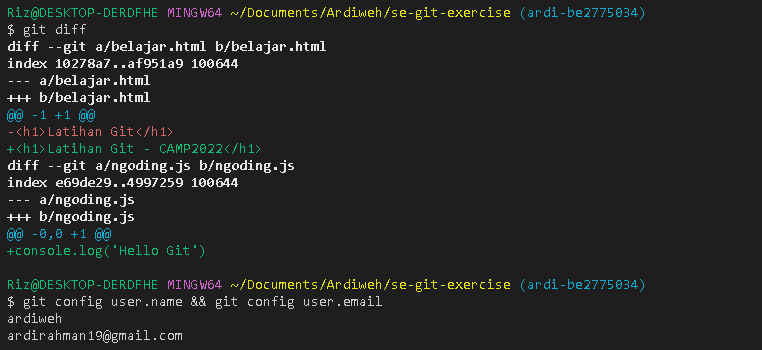 Riz@DESKTOP-DERDFHE MINGW64 ~/Documents/Ardiweh/se-git-exercise (ardi-be2775034)
$ git diff
diff --git a/belajar.html b/belajar.html
index 10278a7..af951a9 100644
--- a/belajar.html
+++ b/belajar.html
@@ -1 +1 @@
-<h1>Latihan Git</h1>
+<h1>Latihan Git - CAMP2022</h1>
diff --git a/ngoding.js b/ngoding.js
index e69de29..4997259 100644
--- a/ngoding.js
+++ b/ngoding.js
@@ -0,0 +1 @@
+console.log('Hello Git')
Riz@DESKTOP-DERDFHE MINGW64 ~/Documents/Ardiweh/se-git-exercise (ardi-be2775034)
$ git config user.name && git config user.email
ardiweh
ardirahman19@gmail.com